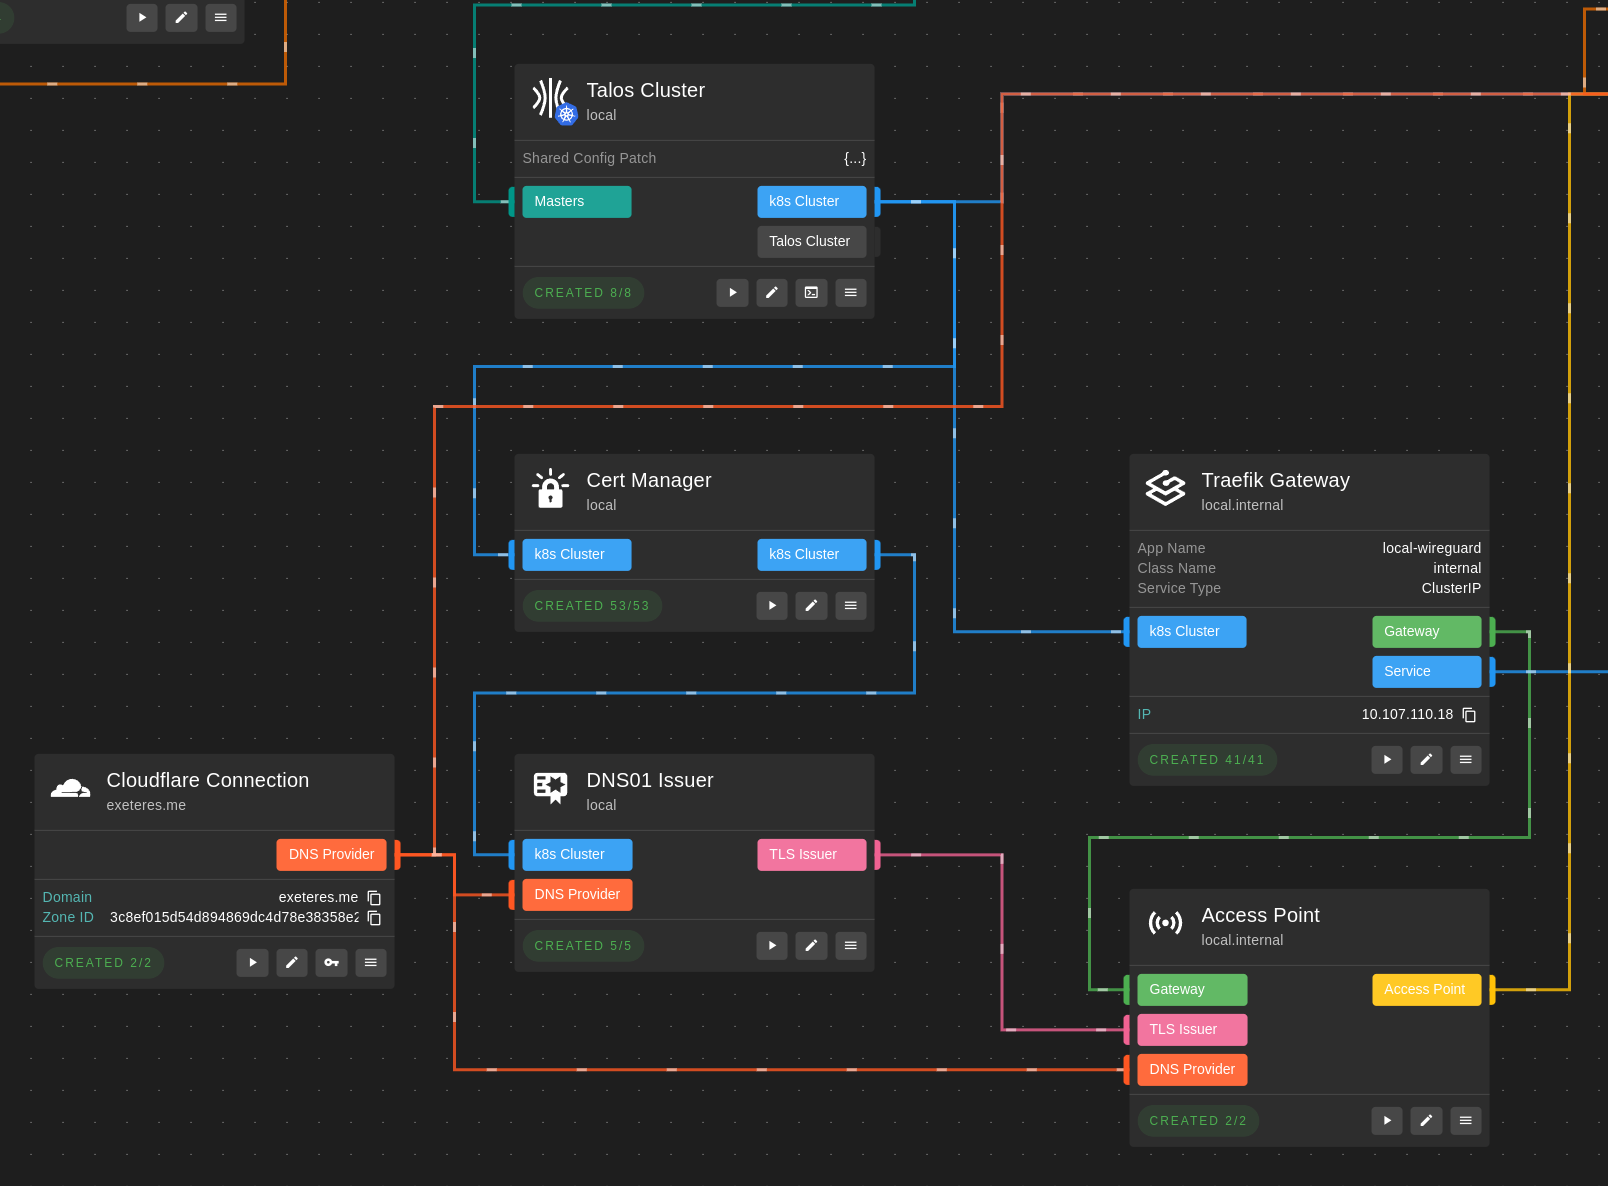 Talos Cluster
local
Shared Config Patch {...}
Masters
k8s Cluster
Talos Cluster
CREATED 8/8
Cert Manager
local
k8s Cluster
k8s Cluster
CREATED 53/53
Traefik Gateway
local.internal
App Name local-wireguard
Class Name internal
Service Type ClusterIP
k8s Cluster
Gateway
Service
IP 10.107.110.18
CREATED 41/41
Cloudflare Connection
exeteres.me
DNS Provider
Domain exeteres.me
Zone ID 3c8ef015d54d894869dc4d78e38358e2
CREATED 2/2
DNS01 Issuer
local
k8s Cluster
TLS Issuer
DNS Provider
CREATED 5/5
Access Point
local.internal
Gateway
Access Point
TLS Issuer
DNS Provider
CREATED 2/2